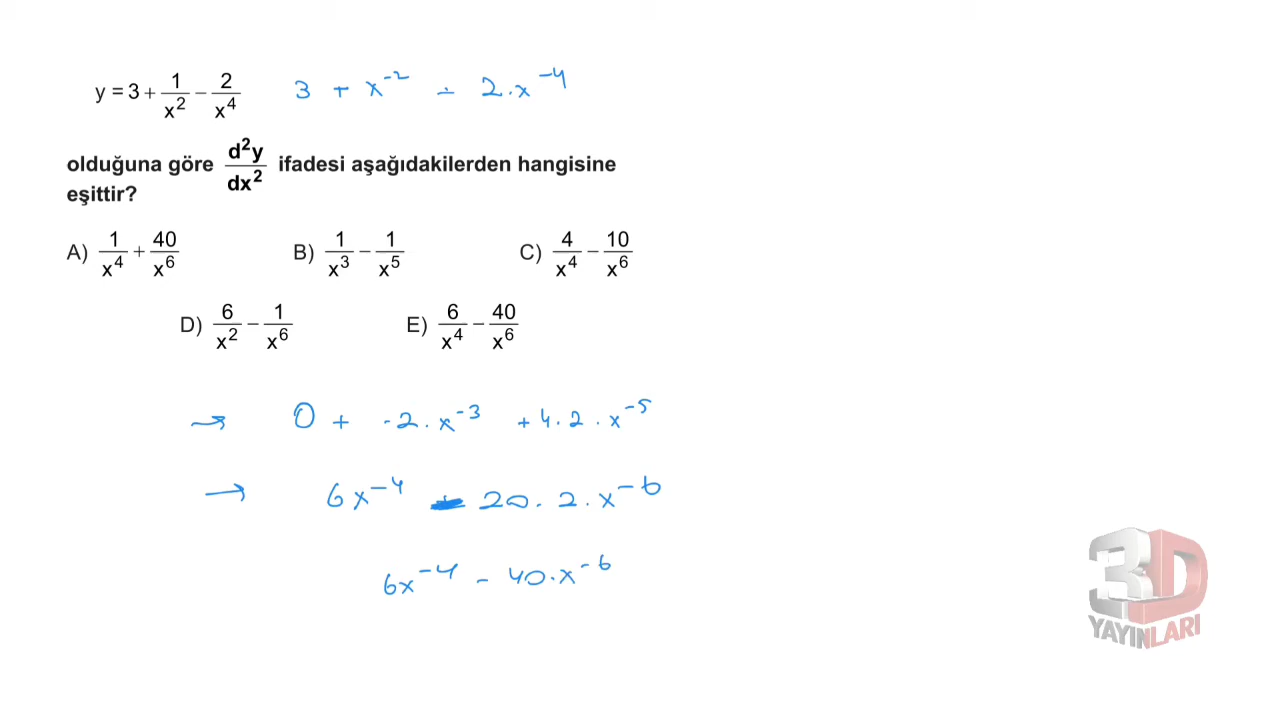 y = 3 + 1/x² − 2/x⁴ 3 + x⁻² − 2.x⁻⁴
olduğuna göre d²y/dx² ifadesi aşağıdakilerden hangisine
eşittir?
A) 1/x⁴ + 40/x⁶ B) 1/x³ − 1/x⁵ C) 4/x⁴ − 10/x⁶
D) 6/x² − 1/x⁶ E) 6/x⁴ − 40/x⁶
→ 0 + -2.x⁻³ + 4.2.x⁻⁵
→ 6x⁻⁴ - 20.2.x⁻⁶
6x⁻⁴ - 40.x⁻⁶
3D
YAYINLARI